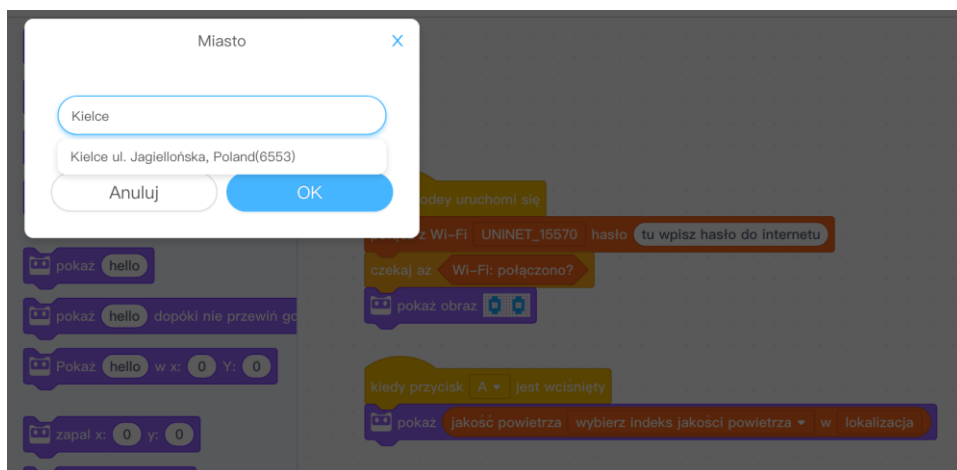 Miasto X
Kielce
Kielce ul. Jagiellońska, Poland(6553)
Anuluj OK
pokaż hello
pokaż hello dopóki nie przewiń
Pokaż hello w x: 0 Y: 0
zapal x: 0 y: 0
uruchomi się
z Wi-Fi UNINET_15570 hasło tu wpisz hasło do internetu
czekaj aż Wi-Fi: połączono?
pokaż obraz
kiedy przycisk A jest wciśnięty
pokaż jakość powietrza wybierz indeks jakości powietrza w lokalizacja